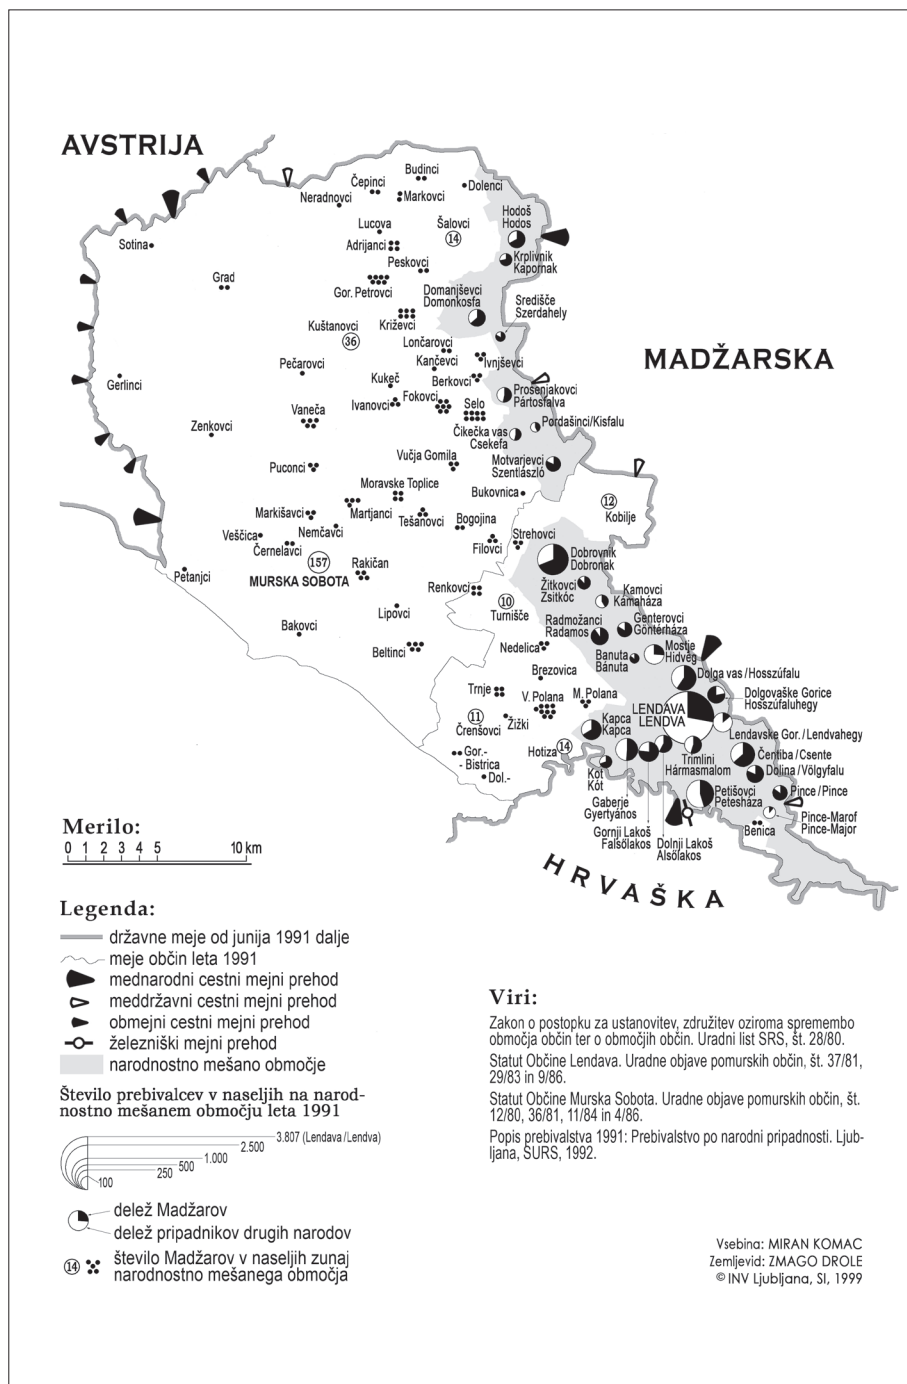 AVSTRIJA
Budinci
Čepinci
Dolenci
Neradnovci
Markovci
Hodoš
Hodos
Lucova
Šalovci
14
Sotina
Adrijanci
Krplivnik
Kapornak
Peskovci
Grad
Gor. Petrovci
Domanjševci
Domonkosfa
Središče
Szerdahely
Kuštanovci
36
Križevci
Lončarovci
MADŽARSKA
Kančevci
Ivnjševci
Pečarovci
Gerlinci
Kukeč
Berkovci
Prosenjakovci
Pártosfalva
Fokovci
Ivanovci
Selo
Vaneča
Pordašinci/Kisfalu
Zenkovci
Čikečka vas
Csekefa
Vučja Gomila
Motvarjevci
Szentlászló
Puconci
Moravske Toplice
Bukovnica
12
Kobilje
Markišavci
Martjanci
Tešanovci
Bogojina
Nemčavci
Veščica
Černelavci
Filovci
Strehovci
157
MURSKA SOBOTA
Rakičan
Dobrovnik
Dobronak
Petanjci
Žitkovci
Zsitkóc
Renkovci
Kamovci
Kámaháza
10
Turnišče
Lipovci
Genterovci
Göntérháza
Radmožanci
Radamos
Bakovci
Mostje
Hidvég
Beltinci
Nedelica
Banuta
Bánuta
Dolga vas / Hosszúfalu
Brezovica
Trnje
M. Polana
Dolgovaške Gorice
Hosszúfaluhegy
V. Polana
LENDAVA
LENDVA
11
Črenšovci
Žižki
Kapca
Kapca
Lendavske Gor. / Lendvahegy
Hotiza
14
Čentiba / Csente
Gor.-
- Bistrica
Dol.-
Trimlini
Hármasmalom
Dolina / Völgyfalu
Kot
Kót
Petišovci
Petesháza
Pince / Pince
Gaberje
Gyertyános
Pince-Marof
Pince-Major
Benica
Gornji Lakoš
Falsőlakos
Dolnji Lakoš
Alsőlakos
HRVAŠKA
Merilo:
0 1 2 3 4 5 10 km
Legenda:
državne meje od junija 1991 dalje
meje občin leta 1991
mednarodni cestni mejni prehod
meddržavni cestni mejni prehod
obmejni cestni mejni prehod
železniški mejni prehod
narodnostno mešano območje
Število prebivalcev v naseljih na narod-
nostno mešanem območju leta 1991
3.807 (Lendava/Lendva)
2.500
1.000
500
250
100
delež Madžarov
delež pripadnikov drugih narodov
14
število Madžarov v naseljih zunaj
narodnostno mešanega območja
Viri:
Zakon o postopku za ustanovitev, združitev oziroma spremembo
območja občin ter o območjih občin. Uradni list SRS, št. 28/80.
Statut Občine Lendava. Uradne objave pomurskih občin, št. 37/81,
29/83 in 9/86.
Statut Občine Murska Sobota. Uradne objave pomurskih občin, št.
12/80, 36/81, 11/84 in 4/86.
Popis prebivalstva 1991: Prebivalstvo po narodni pripadnosti. Ljub-
ljana, SURS, 1992.
Vsebina: MIRAN KOMAC
Zemljevid: ZMAGO DROLE
© INV Ljubljana, SI, 1999